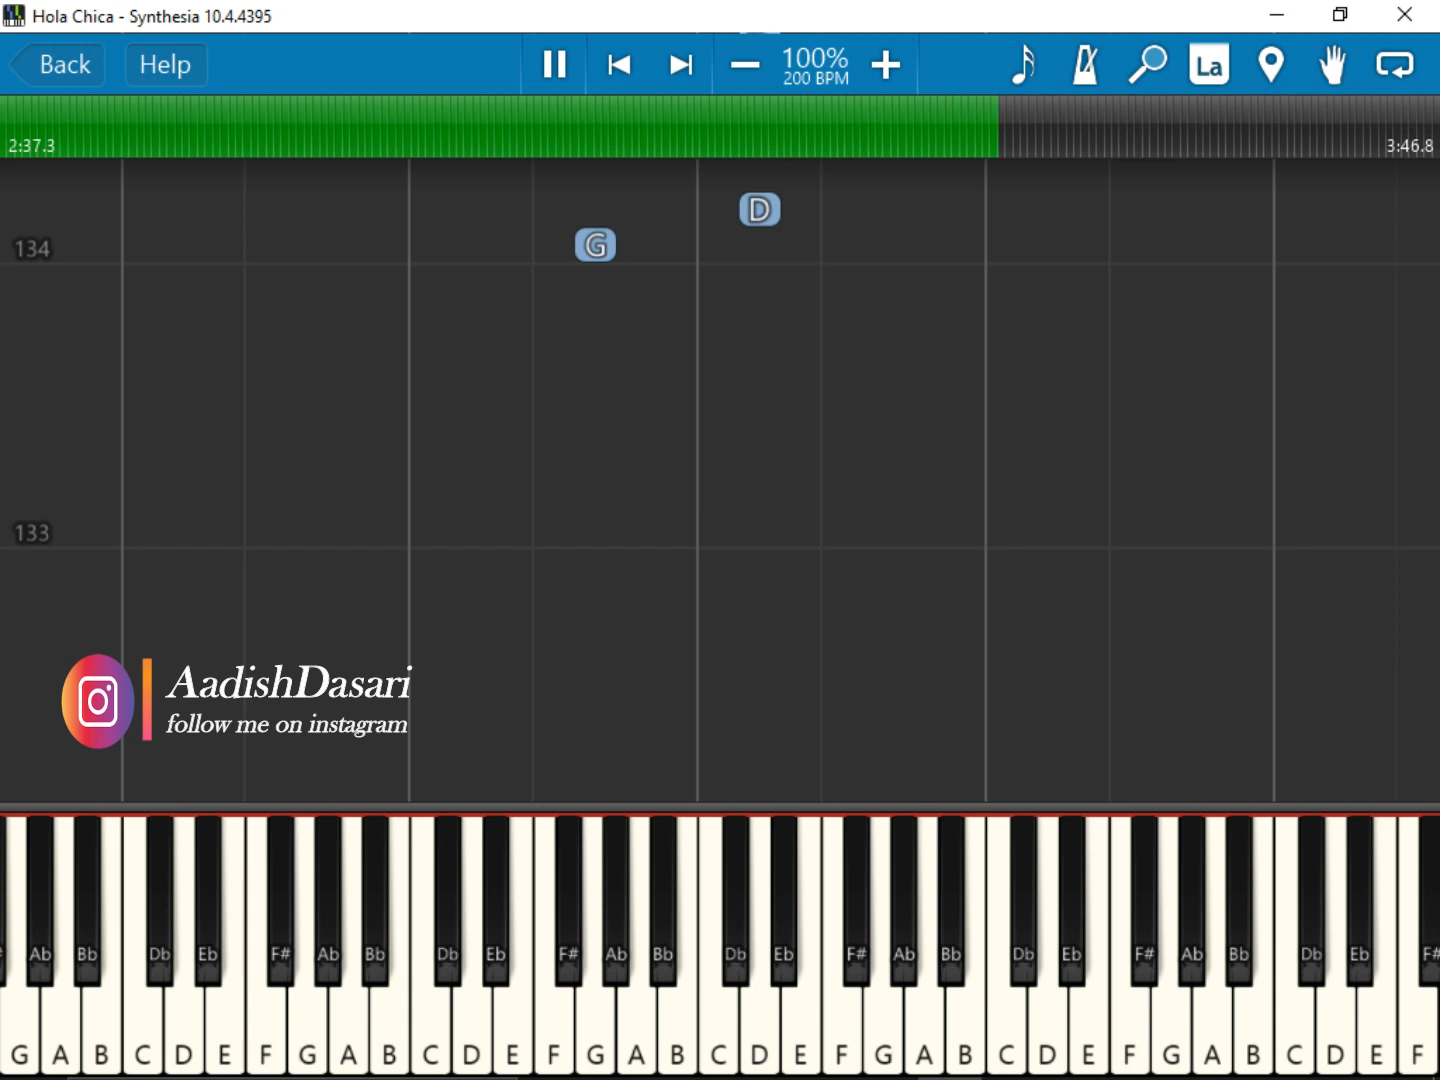 Hola Chica - Synthesia 10.4.4395
Back
Help
100%
200 BPM
La
2:37.3
3:46.8
D
G
134
133
AadishDasari
follow me on instagram
Ab Bb Db Eb F# Ab Bb Db Eb F# Ab Bb Db Eb F# Ab Bb Db Eb F# Ab Bb Db Eb F#
G A B C D E F G A B C D E F G A B C D E F G A B C D E F G A B C D E F